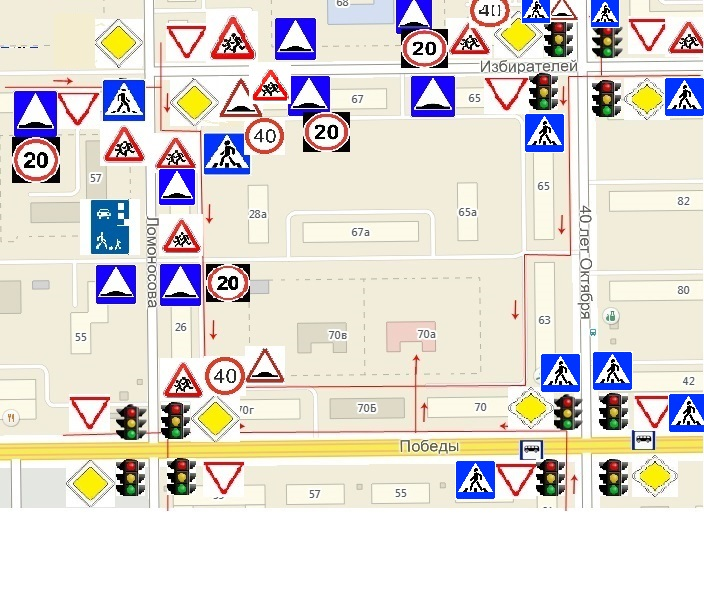 68
40
20
Избирателей
67
65
20
40
20
57
65
82
28а
65а
67а
Ломоносова
40 лет Октября
20
80
26
63
55
70в
70а
40
42
70г
70Б
70
Победы
57
55